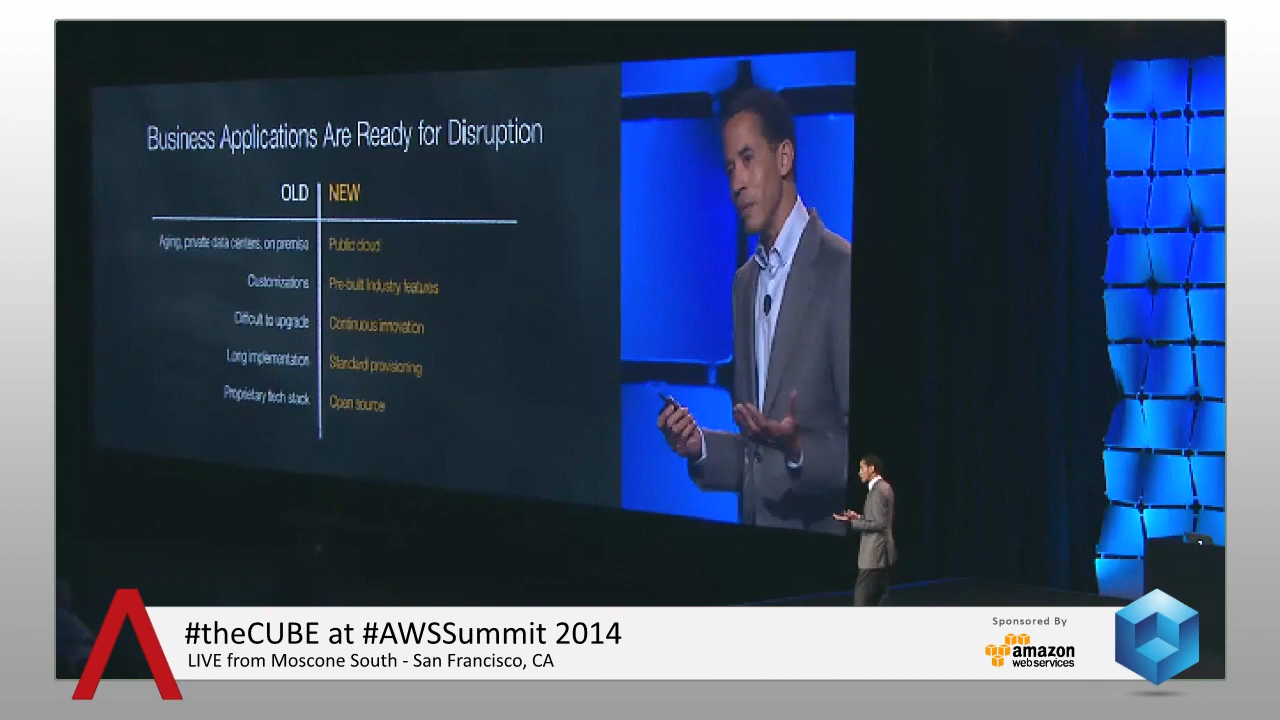 Business Applications Are Ready for Disruption
OLD NEW
Aging, private data centers, on premise Public cloud
Customizations Pre-built Industry features
Difficult to upgrade Continuous innovation
Long implementation Standard provisioning
Proprietary tech stack Open source
#theCUBE at #AWSSummit 2014
LIVE from Moscone South - San Francisco, CA
Sponsored By
amazon
web services